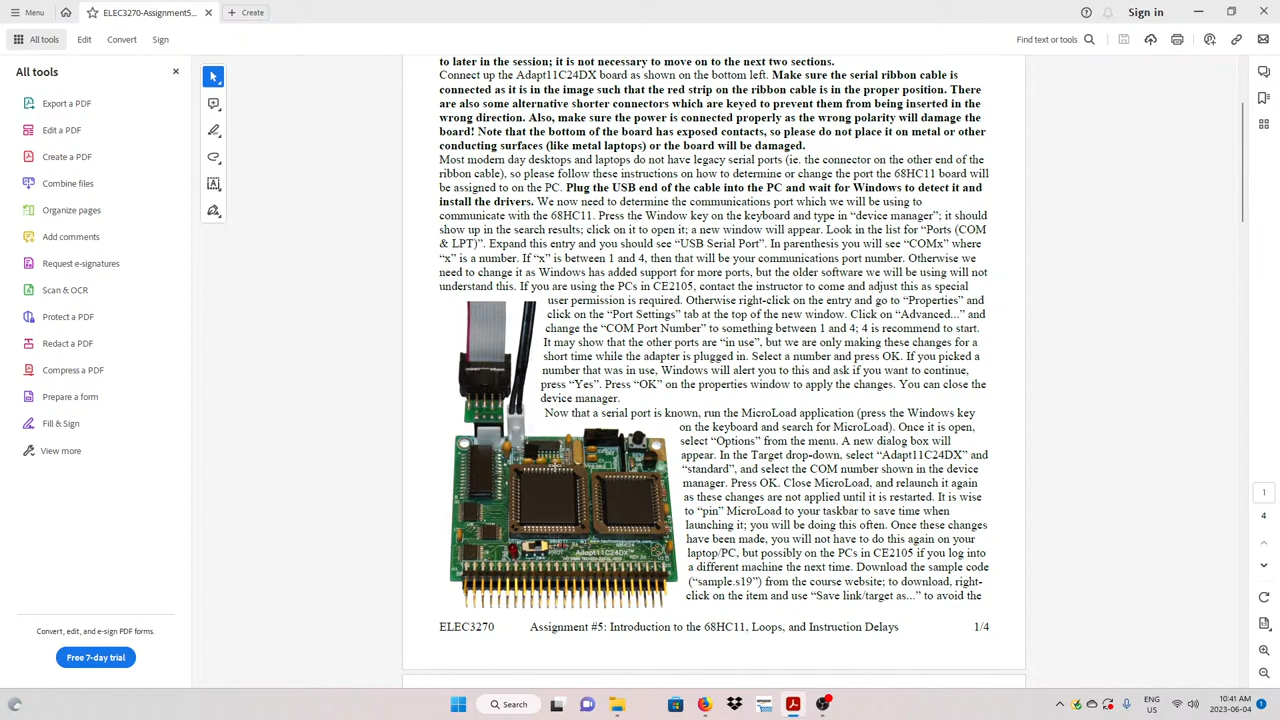 Menu
ELEC3270-AssignmentS...
Create
Sign in
All tools
Edit
Convert
Sign
Find text or tools
All tools
Export a PDF
Edit a PDF
Create a PDF
Combine files
Organize pages
Add comments
Request e-signatures
Scan & OCR
Protect a PDF
Redact a PDF
Compress a PDF
Prepare a form
Fill & Sign
View more
Convert, edit, and e-sign PDF forms.
Free 7-day trial
to later in the session; it is not necessary to move on to the next two sections.
Connect up the Adapt11C24DX board as shown on the bottom left. Make sure the serial ribbon cable is
connected as it is in the image such that the red strip on the ribbon cable is in the proper position. There
are also some alternative shorter connectors which are keyed to prevent them from being inserted in the
wrong direction. Also, make sure the power is connected properly as the wrong polarity will damage the
board! Note that the bottom of the board has exposed contacts, so please do not place it on metal or other
conducting surfaces (like metal laptops) or the board will be damaged.
Most modern day desktops and laptops do not have legacy serial ports (ie. the connector on the other end of the
ribbon cable), so please follow these instructions on how to determine or change the port the 68HC11 board will
be assigned to on the PC. Plug the USB end of the cable into the PC and wait for Windows to detect it and
install the drivers. We now need to determine the communications port which we will be using to
communicate with the 68HC11. Press the Window key on the keyboard and type in “device manager”; it should
show up in the search results; click on it to open it; a new window will appear. Look in the list for “Ports (COM
& LPT)”. Expand this entry and you should see “USB Serial Port”. In parenthesis you will see “COMx” where
“x” is a number. If “x” is between 1 and 4, then that will be your communications port number. Otherwise we
need to change it as Windows has added support for more ports, but the older software we will be using will not
understand this. If you are using the PCs in CE2105, contact the instructor to come and adjust this as special
user permission is required. Otherwise right-click on the entry and go to “Properties” and
click on the “Port Settings” tab at the top of the new window. Click on “Advanced...” and
change the “COM Port Number” to something between 1 and 4; 4 is recommend to start.
It may show that the other ports are “in use”, but we are only making these changes for a
short time while the adapter is plugged in. Select a number and press OK. If you picked a
number that was in use, Windows will alert you to this and ask if you want to continue,
press “Yes”. Press “OK” on the properties window to apply the changes. You can close the
device manager.
Now that a serial port is known, run the MicroLoad application (press the Windows key
on the keyboard and search for MicroLoad). Once it is open,
select “Options” from the menu. A new dialog box will
appear. In the Target drop-down, select “Adapt11C24DX” and
“standard”, and select the COM number shown in the device
manager. Press OK. Close MicroLoad, and relaunch it again
as these changes are not applied until it is restarted. It is wise
to “pin” MicroLoad to your taskbar to save time when
launching it; you will be doing this often. Once these changes
have been made, you will not have to do this again on your
laptop/PC, but possibly on the PCs in CE2105 if you log into
a different machine the next time. Download the sample code
(“sample.s19”) from the course website; to download, right-
click on the item and use “Save link/target as...” to avoid the
Adapt11C24DX
ELEC3270 Assignment #5: Introduction to the 68HC11, Loops, and Instruction Delays 1/4
1
4
Search
ENG
US
10:41 AM
2023-06-04